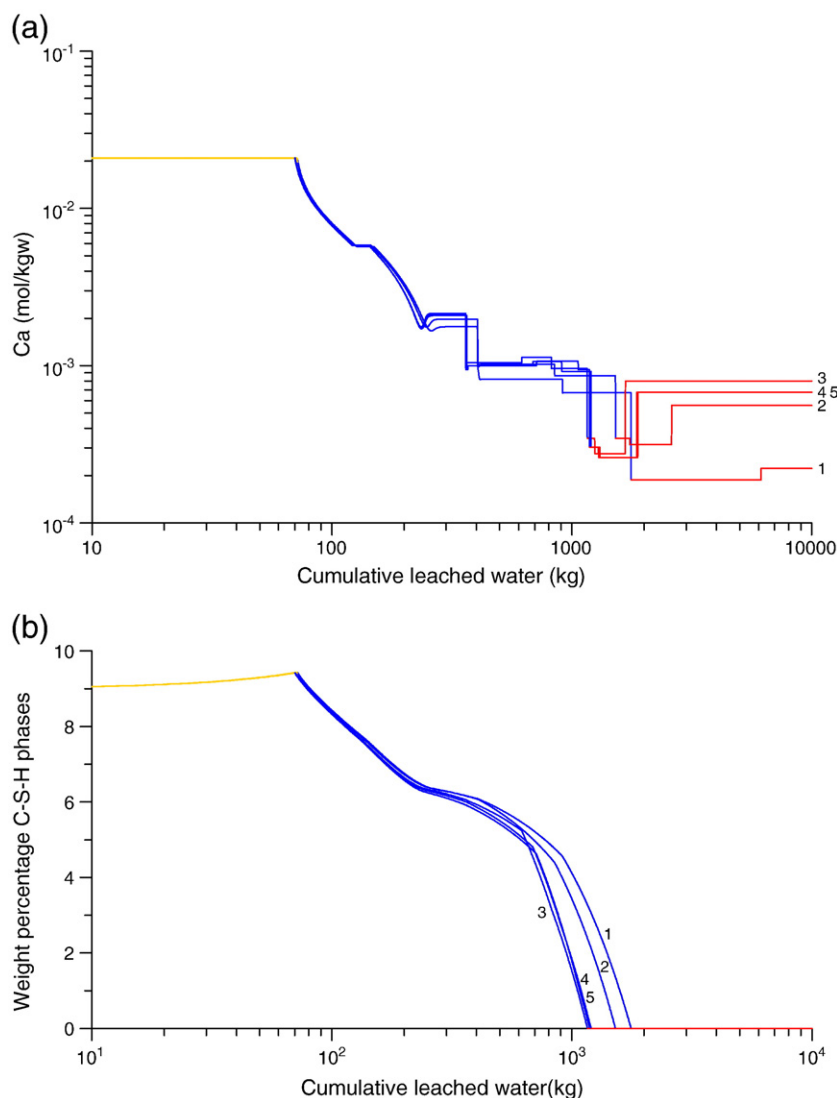 (a)
10-1
10-2
10-3
10-4
Ca (mol/kgw)
3
4 5
2
1
10 100 1000 10000
Cumulative leached water (kg)
(b)
10
8
6
4
2
0
Weight percentage C-S-H phases
1
2
3
4
5
10¹ 10² 10³ 10⁴
Cumulative leached water(kg)